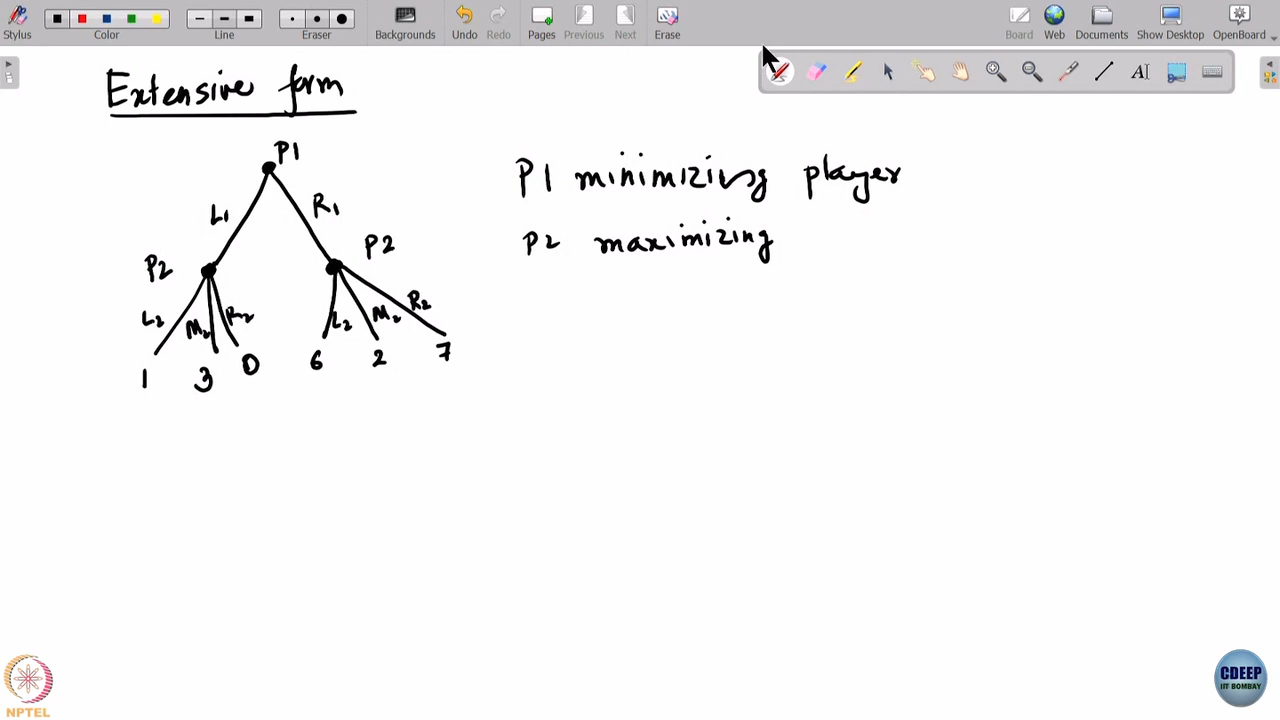 Stylus Color Line Eraser Backgrounds Undo Redo Pages Previous Next Erase Board Web Documents Show Desktop OpenBoard
Extensive form
P1
L1 R1
P1 minimizing player
P2 P2
P2 maximizing
L2 M2 R2 L2 M2 R2
1 3 0 6 2 7
NPTEL
CDEEP
IIT BOMBAY